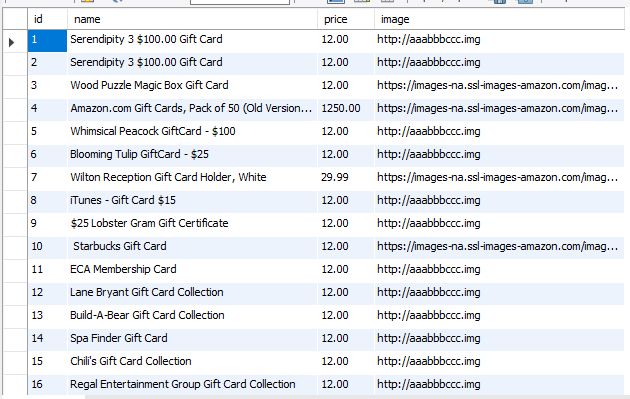 id name price image
1 Serendipity 3 $100.00 Gift Card 12.00 http://aaabbbccc.img
2 Serendipity 3 $100.00 Gift Card 12.00 http://aaabbbccc.img
3 Wood Puzzle Magic Box Gift Card 12.00 https://images-na.ssl-images-amazon.com/imag...
4 Amazon.com Gift Cards, Pack of 50 (Old Version... 1250.00 https://images-na.ssl-images-amazon.com/imag...
5 Whimsical Peacock GiftCard - $100 12.00 http://aaabbbccc.img
6 Blooming Tulip GiftCard - $25 12.00 http://aaabbbccc.img
7 Wilton Reception Gift Card Holder, White 29.99 https://images-na.ssl-images-amazon.com/imag...
8 iTunes - Gift Card $15 12.00 http://aaabbbccc.img
9 $25 Lobster Gram Gift Certificate 12.00 http://aaabbbccc.img
10 Starbucks Gift Card 12.00 https://images-na.ssl-images-amazon.com/imag...
11 ECA Membership Card 12.00 http://aaabbbccc.img
12 Lane Bryant Gift Card Collection 12.00 http://aaabbbccc.img
13 Build-A-Bear Gift Card Collection 12.00 http://aaabbbccc.img
14 Spa Finder Gift Card 12.00 http://aaabbbccc.img
15 Chili's Gift Card Collection 12.00 http://aaabbbccc.img
16 Regal Entertainment Group Gift Card Collection 12.00 http://aaabbbccc.img